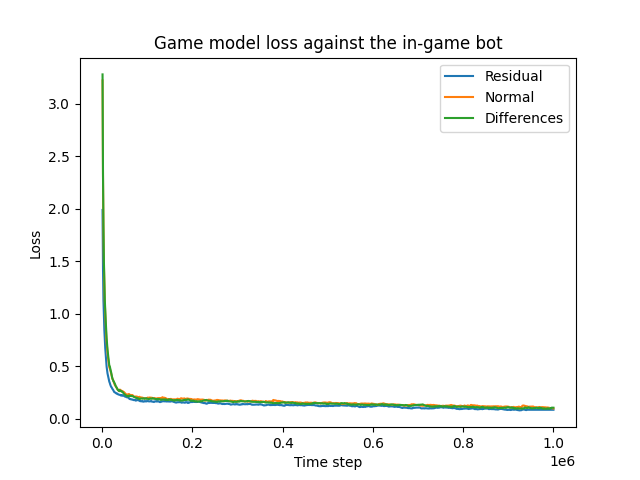 Game model loss against the in-game bot
Residual
Normal
Differences
Loss
3.0
2.5
2.0
1.5
1.0
0.5
0.0
0.0 0.2 0.4 0.6 0.8 1.0
1e6
Time step